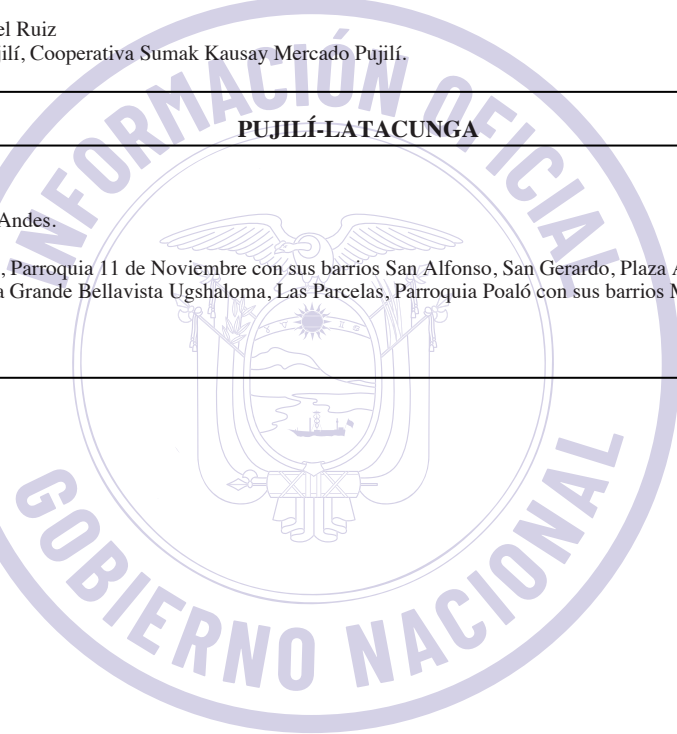 el Ruiz
jilí, Cooperativa Sumak Kausay Mercado Pujilí.
PUJILÍ-LATACUNGA
Andes.
, Parroquia 11 de Noviembre con sus barrios San Alfonso, San Gerardo, Plaza A
a Grande Bellavista Ugshaloma, Las Parcelas, Parroquia Poaló con sus barrios M
INFORMACIÓN OFICIAL
GOBIERNO NACIONAL